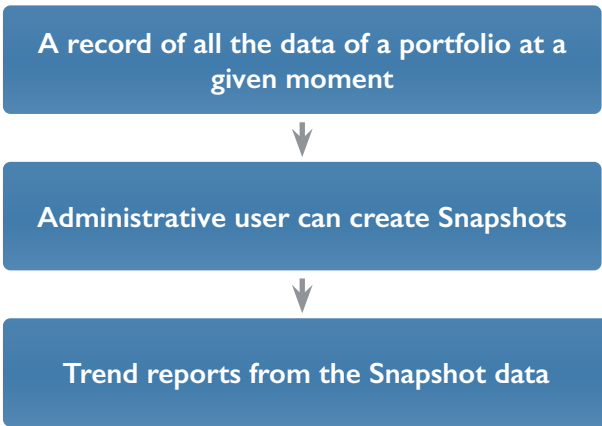 A record of all the data of a portfolio at a
given moment
Administrative user can create Snapshots
Trend reports from the Snapshot data